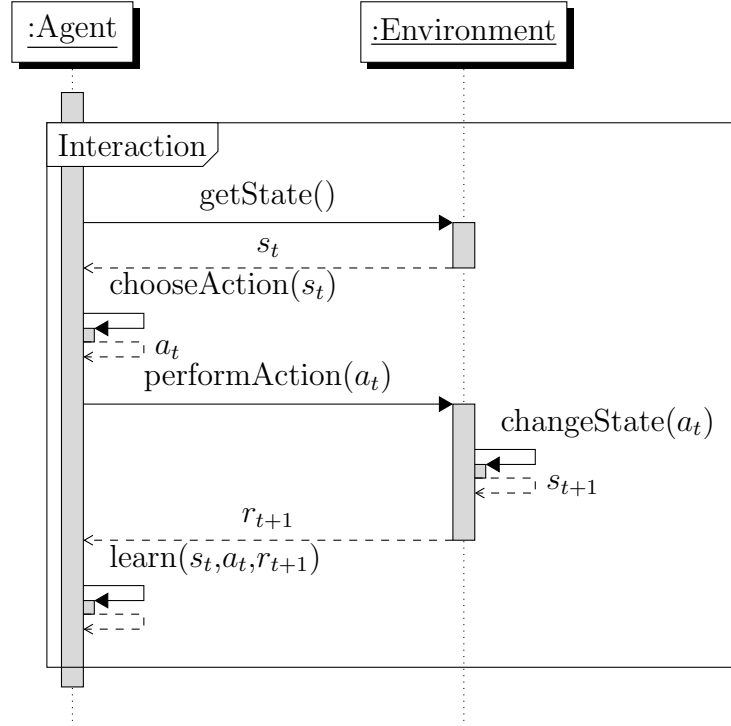 :Agent
:Environment
Interaction
getState()
s_t
chooseAction(s_t)
a_t
performAction(a_t)
changeState(a_t)
s_{t+1}
r_{t+1}
learn(s_t,a_t,r_{t+1})